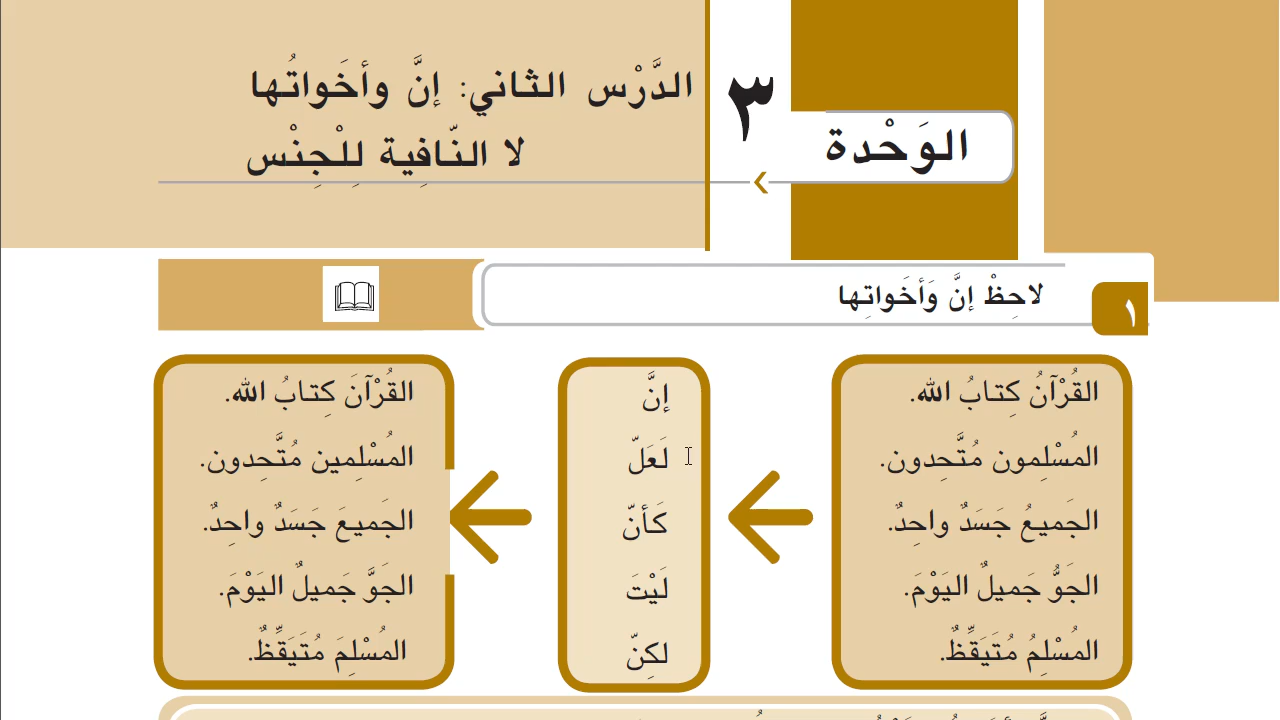 الوَحْدة ٣
الدَّرْس الثاني: إنَّ وأخَواتُها
لا النّافِية لِلْجِنْس
١ لاحِظْ إنَّ وَأخَواتِها
القُرْآنُ كِتابُ الله.
المُسْلِمون مُتَّحِدون.
الجَميعُ جَسَدٌ واحِدٌ.
الجَوُّ جَميلٌ اليَوْمَ.
المُسْلِمُ مُتَيَقِّظٌ.
إنَّ
لَعَلّ
كَأنّ
لَيْتَ
لكِنّ
القُرْآنَ كِتابُ الله.
المُسْلِمين مُتَّحِدون.
الجَميعَ جَسَدٌ واحِدٌ.
الجَوَّ جَميلٌ اليَوْمَ.
المُسْلِمَ مُتَيَقِّظٌ.